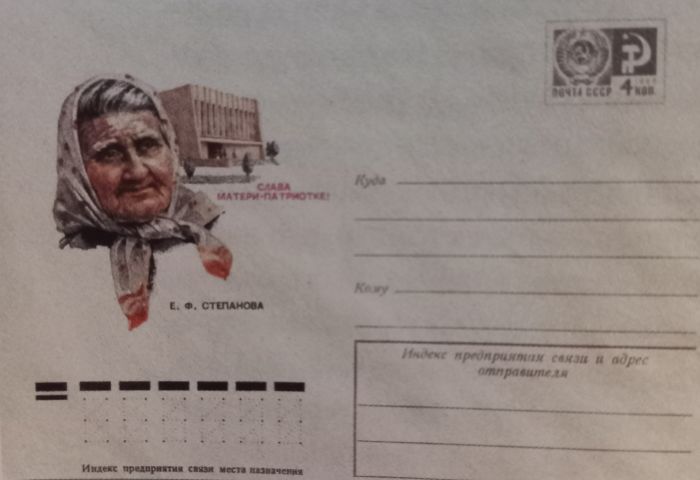 ПОЧТА СССР 4 КОП.
СЛАВА
МАТЕРИ-ПАТРИОТКЕ!
Е. Ф. СТЕПАНОВА
Куда
Кому
Индекс предприятия связи и адрес
отправителя
Индекс предприятия связи места назначения